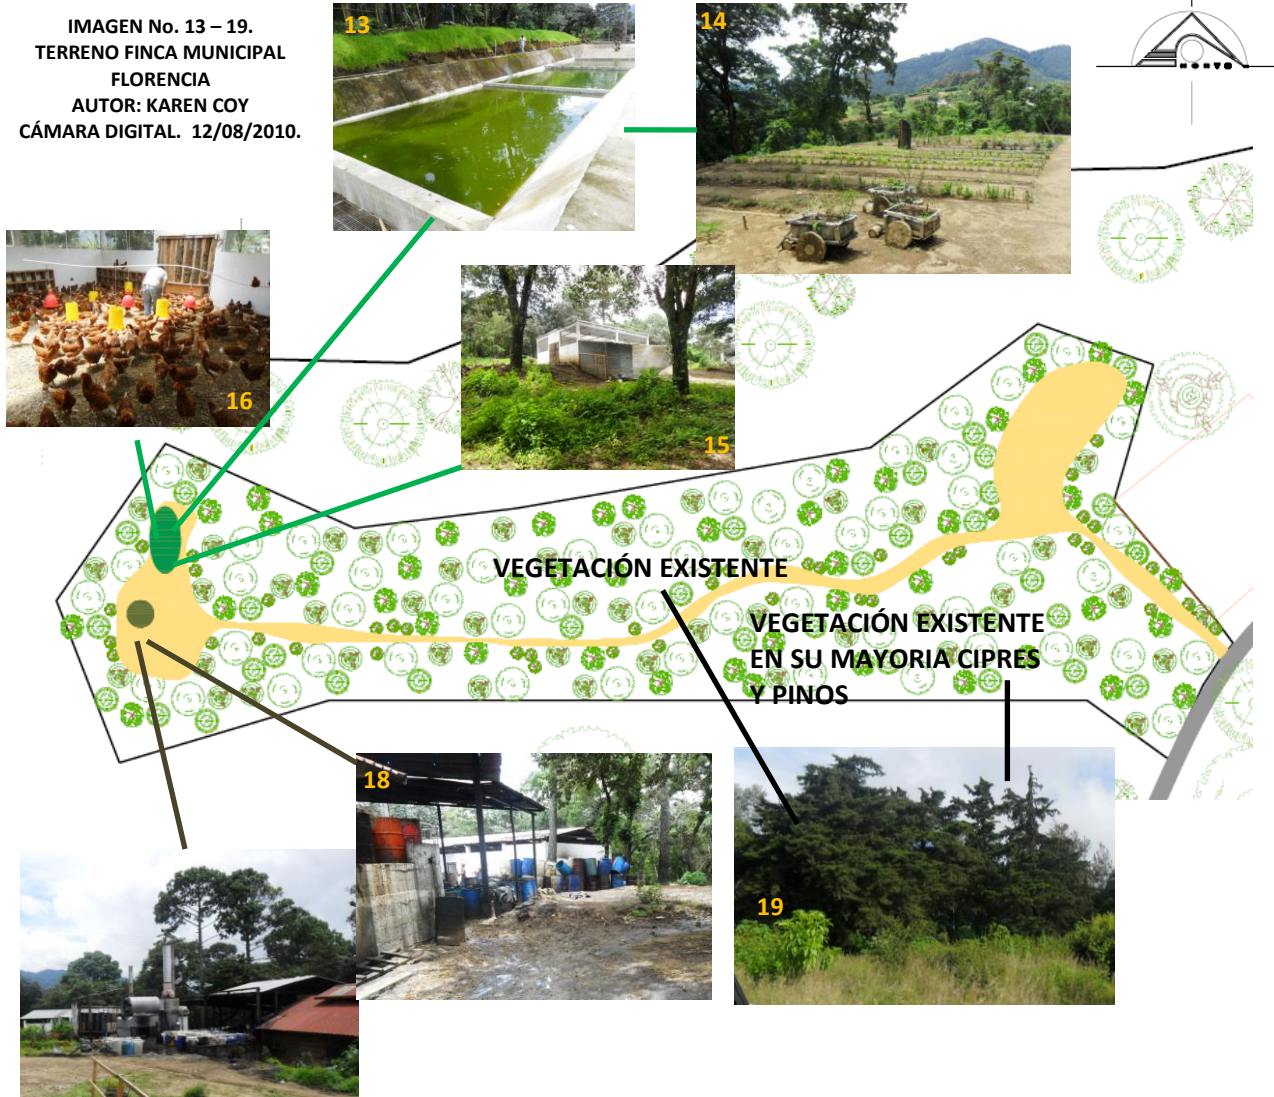 IMAGEN No. 13 – 19.
TERRENO FINCA MUNICIPAL
FLORENCIA
AUTOR: KAREN COY
CÁMARA DIGITAL. 12/08/2010.
13
14
16
15
VEGETACIÓN EXISTENTE
VEGETACIÓN EXISTENTE
EN SU MAYORIA CIPRES
Y PINOS
18
19